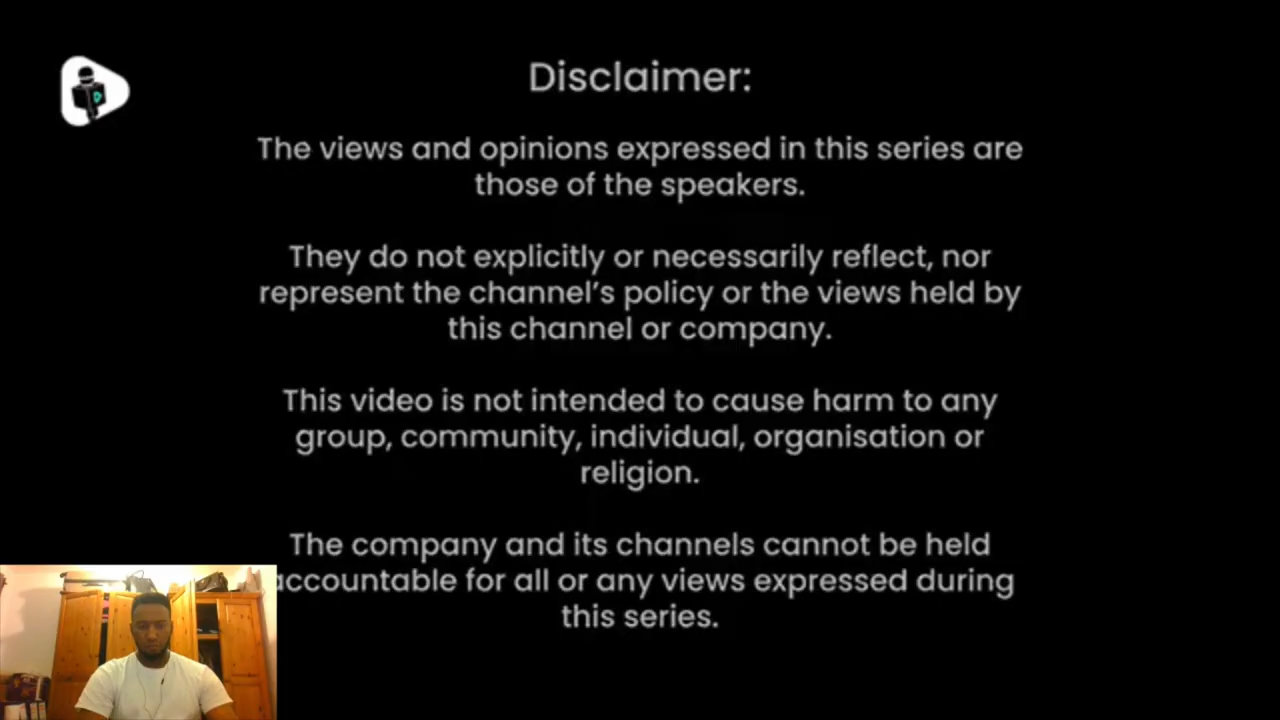 Disclaimer:
The views and opinions expressed in this series are
those of the speakers.
They do not explicitly or necessarily reflect, nor
represent the channel's policy or the views held by
this channel or company.
This video is not intended to cause harm to any
group, community, individual, organisation or
religion.
The company and its channels cannot be held
accountable for all or any views expressed during
this series.